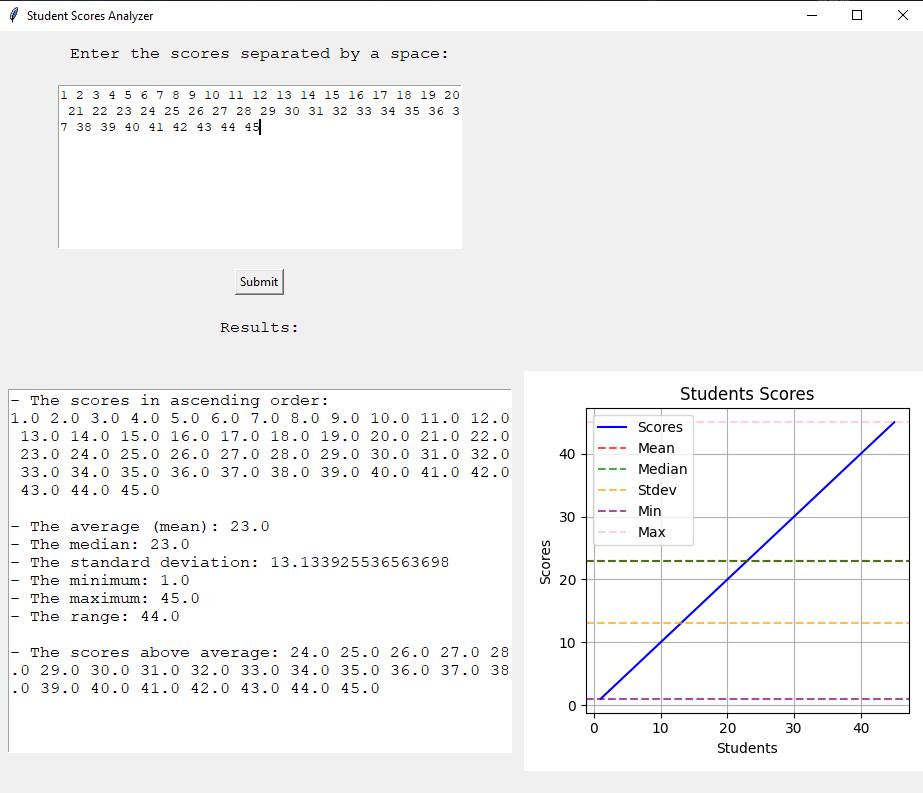 Student Scores Analyzer
Enter the scores separated by a space:
1 2 3 4 5 6 7 8 9 10 11 12 13 14 15 16 17 18 19 20
21 22 23 24 25 26 27 28 29 30 31 32 33 34 35 36 3
7 38 39 40 41 42 43 44 45
Submit
Results:
- The scores in ascending order:
1.0 2.0 3.0 4.0 5.0 6.0 7.0 8.0 9.0 10.0 11.0 12.0
13.0 14.0 15.0 16.0 17.0 18.0 19.0 20.0 21.0 22.0
23.0 24.0 25.0 26.0 27.0 28.0 29.0 30.0 31.0 32.0
33.0 34.0 35.0 36.0 37.0 38.0 39.0 40.0 41.0 42.0
43.0 44.0 45.0
- The average (mean): 23.0
- The median: 23.0
- The standard deviation: 13.133925536563698
- The minimum: 1.0
- The maximum: 45.0
- The range: 44.0
- The scores above average: 24.0 25.0 26.0 27.0 28
.0 29.0 30.0 31.0 32.0 33.0 34.0 35.0 36.0 37.0 38
.0 39.0 40.0 41.0 42.0 43.0 44.0 45.0
Students Scores
Scores
Mean
Median
Stdev
Min
Max
Scores
40
30
20
10
0
0 10 20 30 40
Students